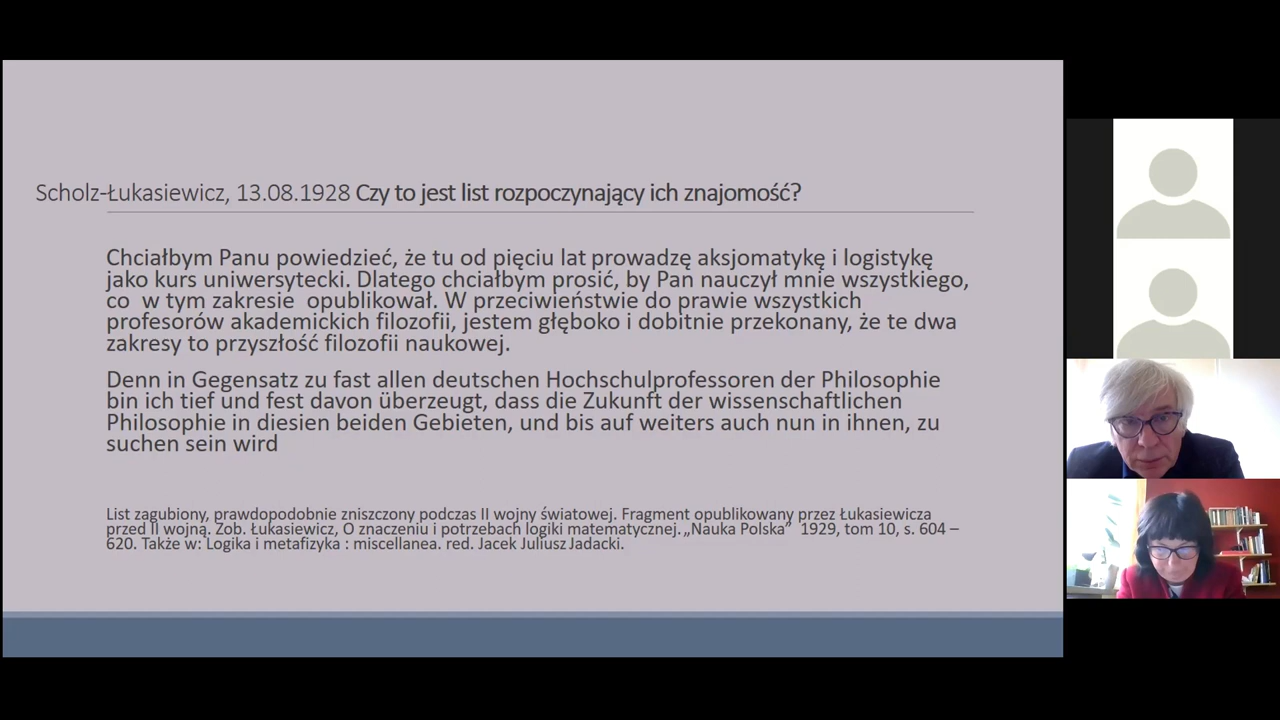 Scholz-Łukasiewicz, 13.08.1928 Czy to jest list rozpoczynający ich znajomość?
Chciałbym Panu powiedzieć, że tu od pięciu lat prowadzę aksjomatykę i logistykę
jako kurs uniwersytecki. Dlatego chciałbym prosić, by Pan nauczył mnie wszystkiego,
co w tym zakresie opublikował. W przeciwieństwie do prawie wszystkich
profesorów akademickich filozofii, jestem głęboko i dobitnie przekonany, że te dwa
zakresy to przyszłość filozofii naukowej.
Denn in Gegensatz zu fast allen deutschen Hochschulprofessoren der Philosophie
bin ich tief und fest davon überzeugt, dass die Zukunft der wissenschaftlichen
Philosophie in diesien beiden Gebieten, und bis auf weiters auch nun in ihnen, zu
suchen sein wird
List zagubiony, prawdopodobnie zniszczony podczas II wojny światowej. Fragment opublikowany przez Łukasiewicza
przed II wojną. Zob. Łukasiewicz, O znaczeniu i potrzebach logiki matematycznej. „Nauka Polska” 1929, tom 10, s. 604 –
620. Także w: Logika i metafizyka : miscellanea. red. Jacek Juliusz Jadacki.